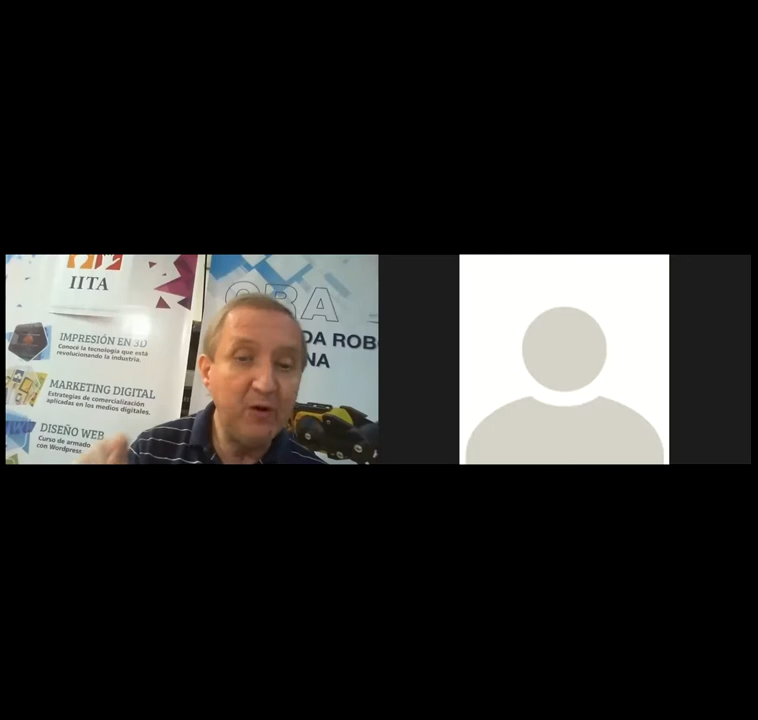 IITA
IMPRESIÓN EN 3D
Conocé la tecnología que está
revolucionando la industria.
MARKETING DIGITAL
Estrategias de comercialización
aplicadas en los medios digitales.
DISEÑO WEB
Curso de armado
con Wordpress
ORA
DA ROB
NA